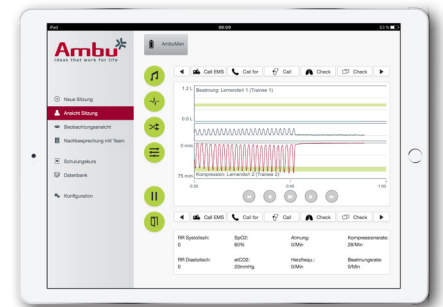 iPad
09:09
53 %
Ambu
Ideas that work for life
AmbuMan
Neue Sitzung
Ansicht Sitzung
Beobachtungsansicht
Nachbesprechung mit Team
Schulungskurs
Datenbank
Konfiguration
Call EMS
Call for
Call
Check
Check
1.2 L
Beatmung: Lernende/r 1 (Trainee 1)
0.0 L
0 mm
75 mm
Kompression: Lernende/r 2 (Trainee 2)
0:30
0:45
1:00
Call EMS
Call for
Call
Check
Check
RR Systolisch:
0
SpO2:
60%
Atmung:
0/Min
Kompressionsrate:
28/Min
RR Diastolisch:
0
etCO2:
20mmHg
Herzfrequ.:
0/Min
Beatmungsrate:
0/Min